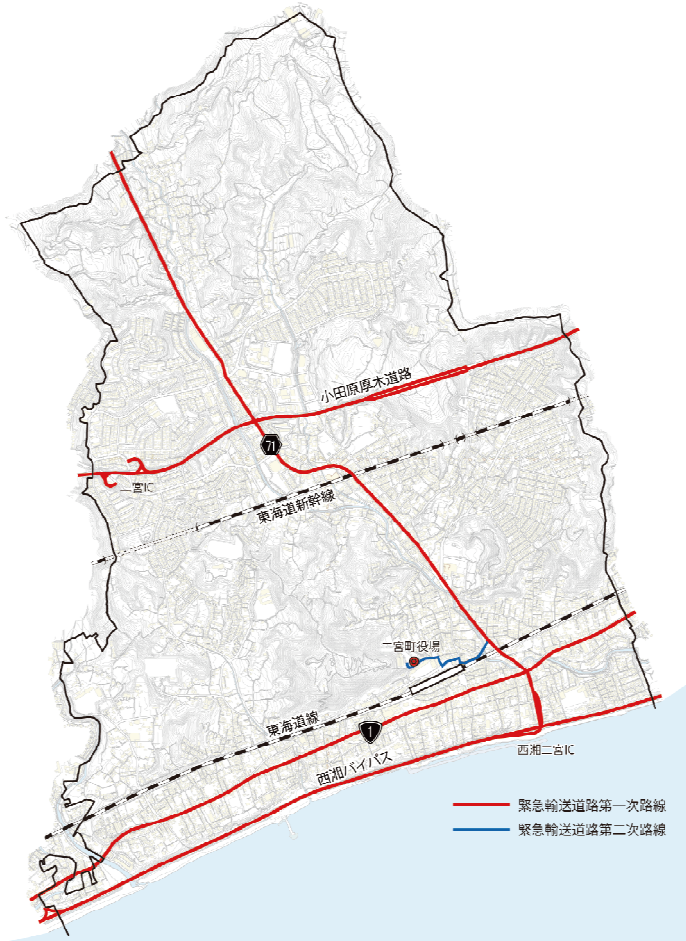 小田原厚木道路
71
二宮IC
東海道新幹線
二宮町役場
東海道線
1
西湘バイパス
西湘二宮IC
緊急輸送道路第一次路線
緊急輸送道路第二次路線